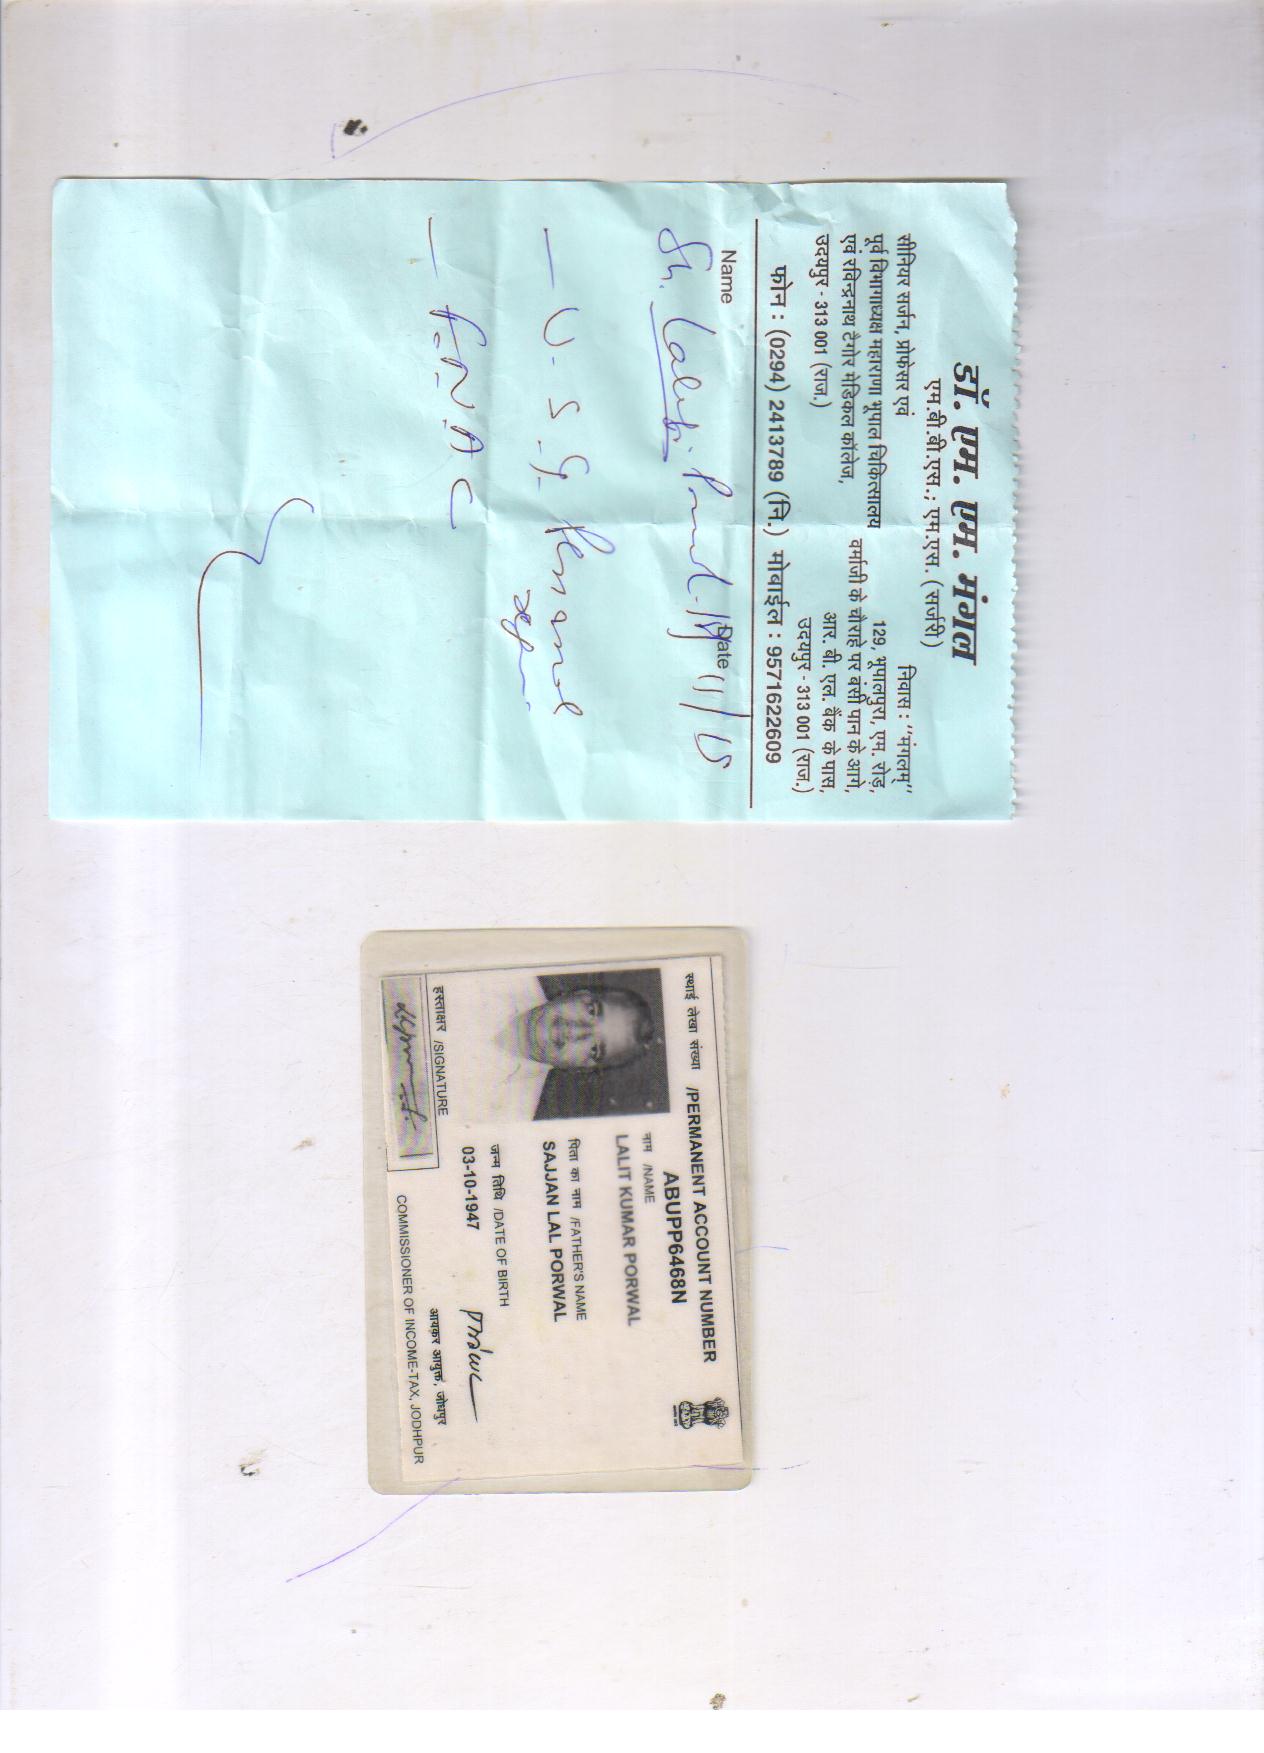 डॉ. एम. एम. मंगल
एम.बी.बी.एस.; एम.एस. (सर्जरी)
सीनियर सर्जन, प्रोफेसर एवं
पूर्व विभागाध्यक्ष महाराणा भूपाल चिकित्सालय
एवं रविन्द्रनाथ टैगोर मेडिकल कॉलेज,
उदयपुर - 313 001 (राज.)
निवास : "मंगलम्"
129, भूपालपुरा, एम. रोड़,
वर्माजी के चौराहे पर बंसी पान के आगे,
आर. बी. एल. बैंक के पास,
उदयपुर - 313 001 (राज.)
फोन : (0294) 2413789 (नि.) मोबाईल : 9571622609
Name Date
Sh. Lalit
- U.S.G.
- F.N.A.C
स्थाई लेखा संख्या /PERMANENT ACCOUNT NUMBER
ABUPP6468N
नाम /NAME
LALIT KUMAR PORWAL
पिता का नाम /FATHER'S NAME
SAJJAN LAL PORWAL
जन्म तिथि /DATE OF BIRTH
03-10-1947
हस्ताक्षर /SIGNATURE
आयकर आयुक्त, जोधपुर
COMMISSIONER OF INCOME-TAX, JODHPUR